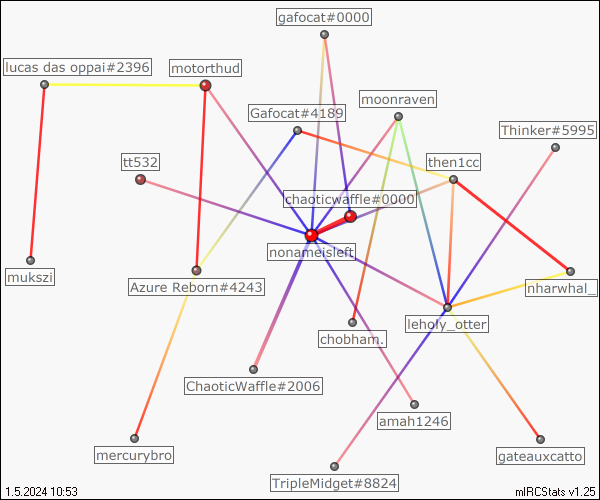 gafocat#0000
lucas das oppai#2396
motorthud
moonraven
Gafocat#4189
Thinker#5995
tt532
then1cc
chaoticwaffle#0000
nonameisleft
mukszi
Azure Reborn#4243
nharwhal_
leholy_otter
chobham.
ChaoticWaffle#2006
amah1246
mercurybro
gateauxcatto
TripleMidget#8824
1.5.2024 10:53
mIRCStats v1.25